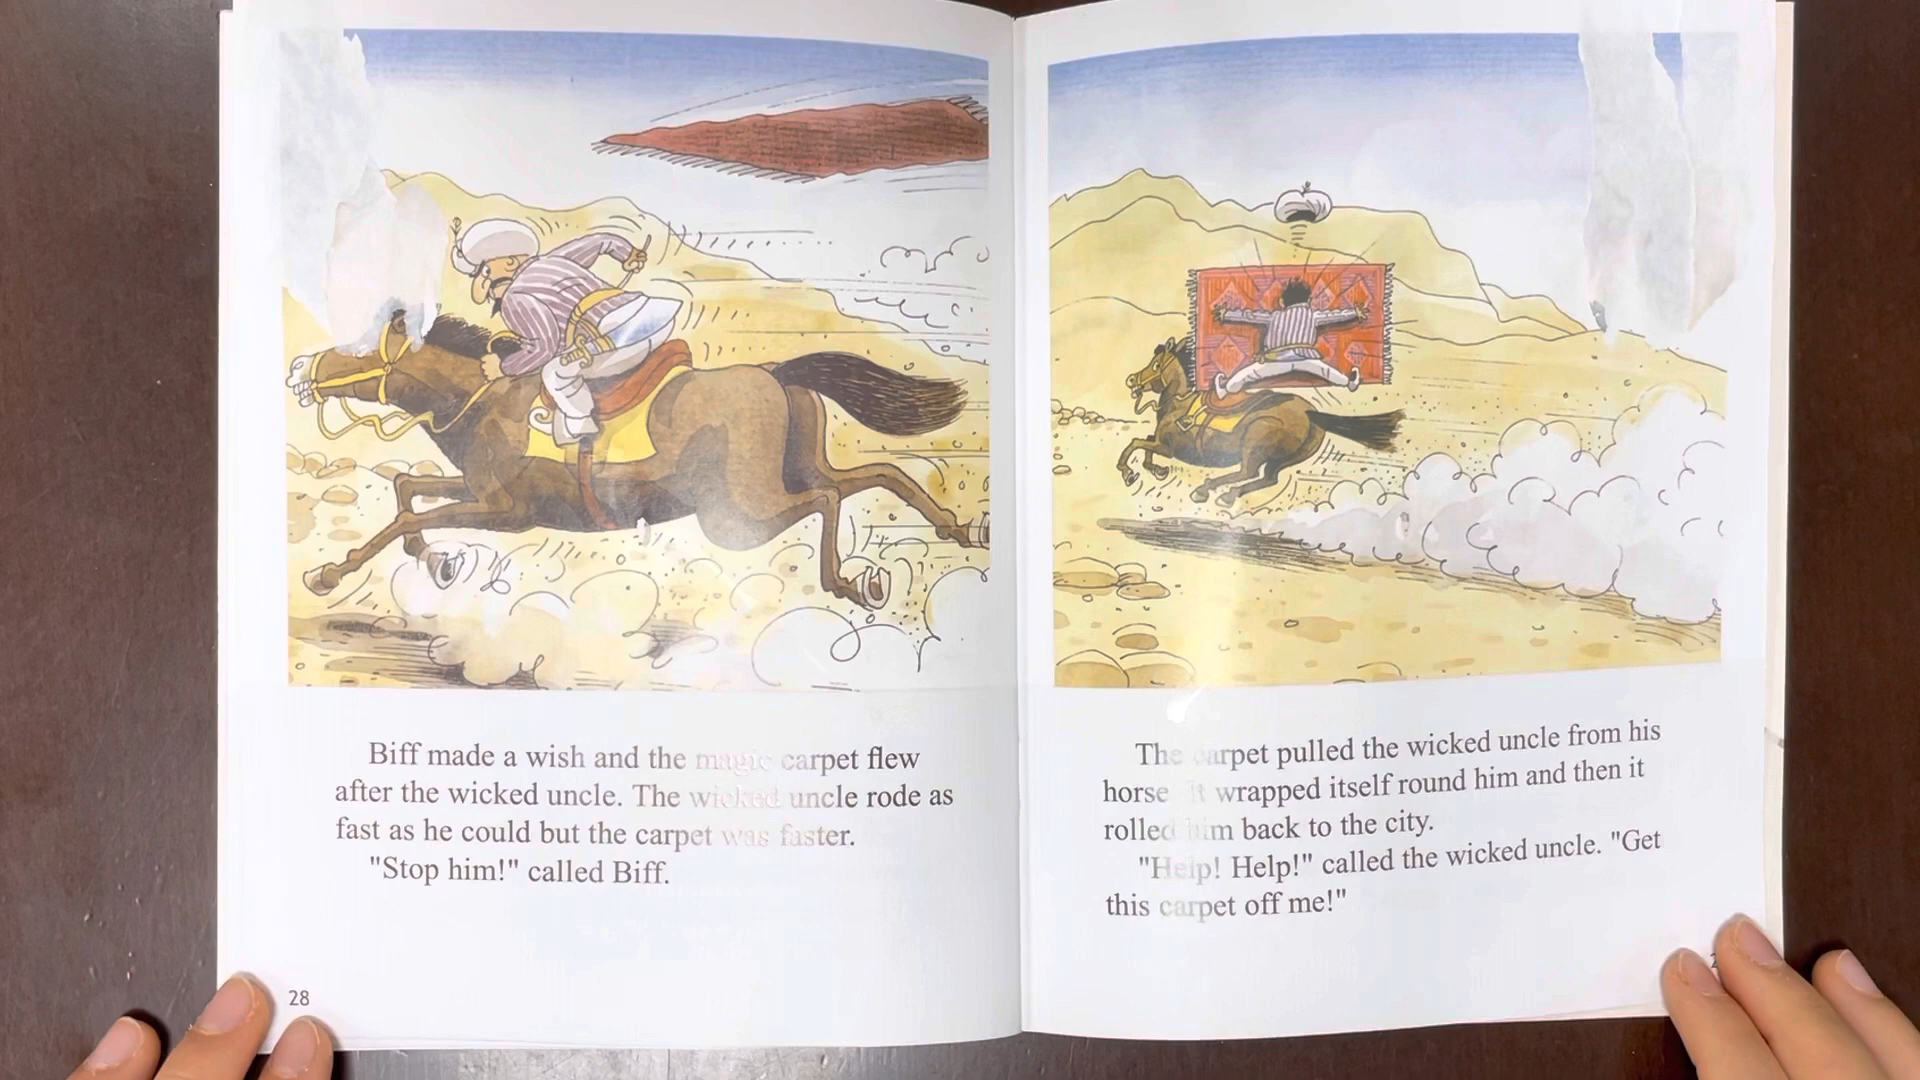 Biff made a wish and the magic carpet flew
after the wicked uncle. The wicked uncle rode as
fast as he could but the carpet was faster.
"Stop him!" called Biff.
28
The carpet pulled the wicked uncle from his
horse. It wrapped itself round him and then it
rolled him back to the city.
"Help! Help!" called the wicked uncle. "Get
this carpet off me!"